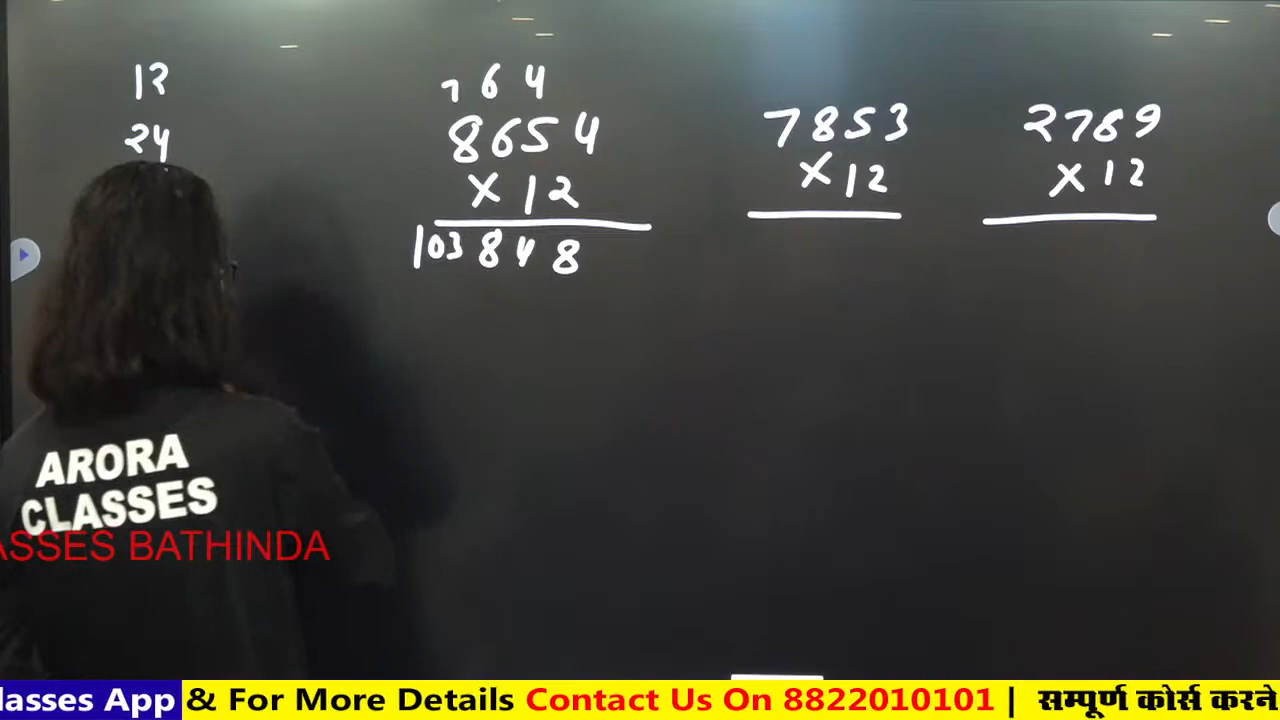 12
24
7 6 4
8654
X 12
103848
7853
X 12
2789
X 12
ARORA
CLASSES
ASSES BATHINDA
lasses App & For More Details Contact Us On 8822010101 | सम्पूर्ण कोर्स करने